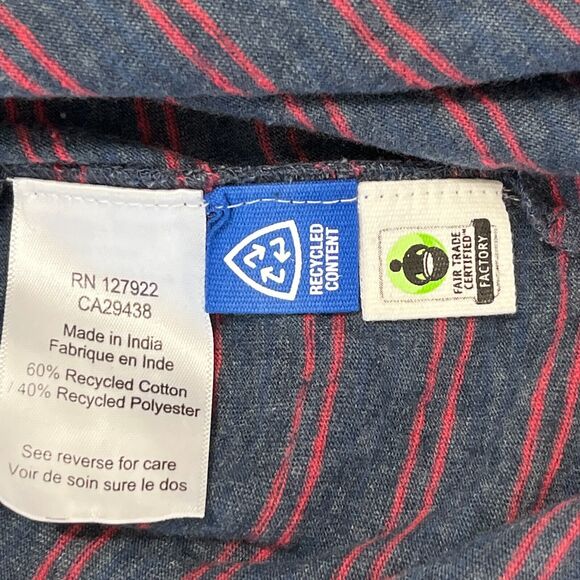 RN 127922
CA29438
Made in India
Fabrique en Inde
60% Recycled Cotton
/ 40% Recycled Polyester
See reverse for care
Voir de soin sure le dos
RECYCLED
CONTENT
FAIR TRADE
CERTIFIED™
FACTORY